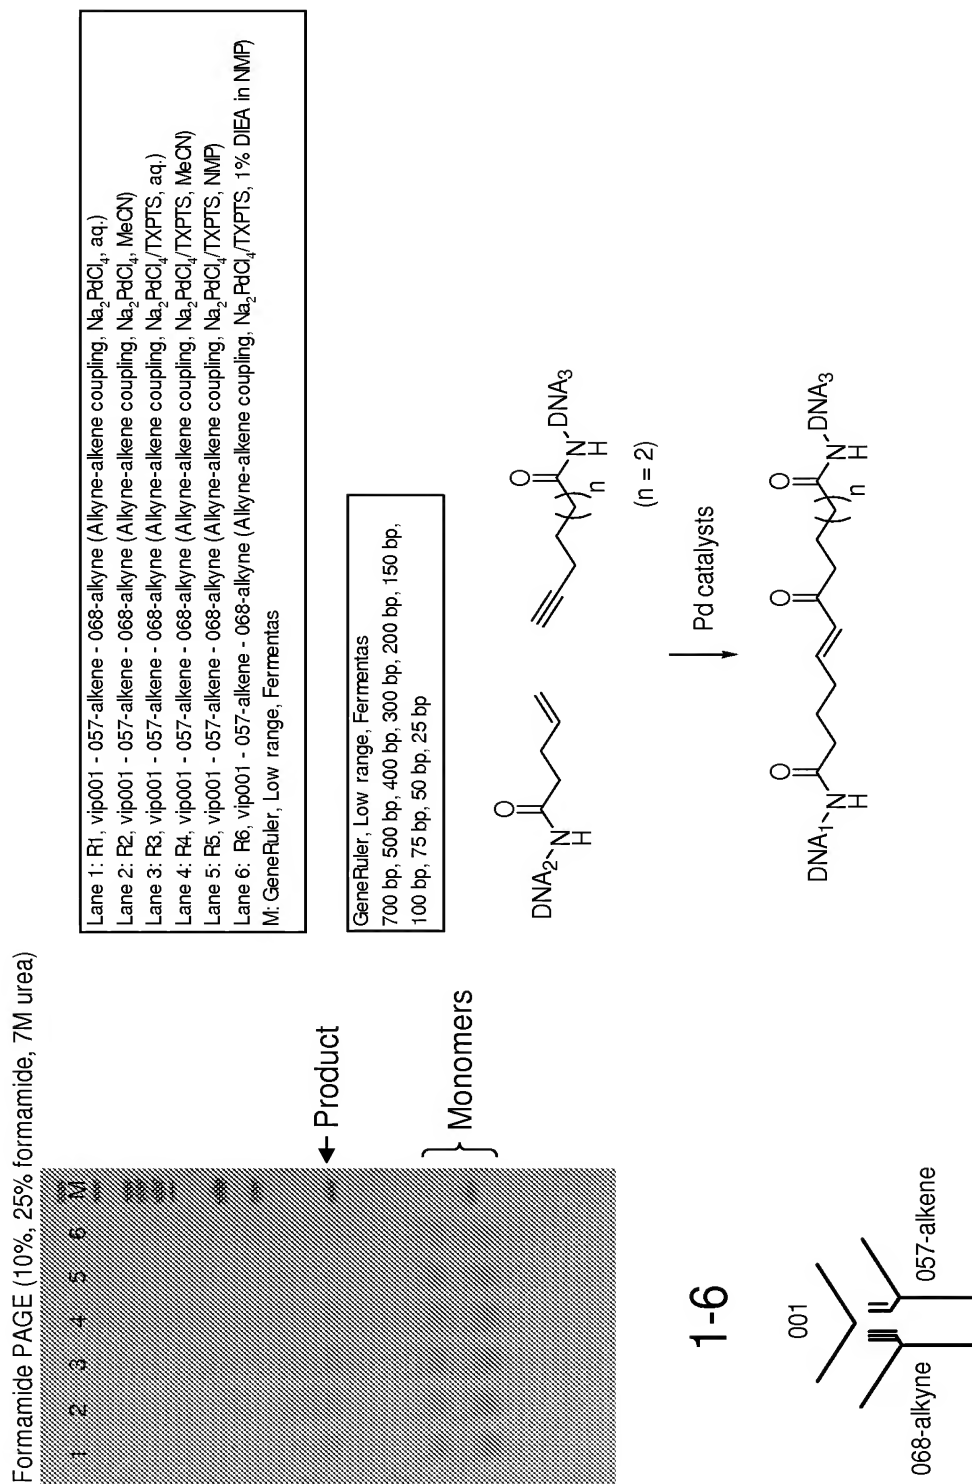 Formamide PAGE (10%, 25% formamide, 7M urea)
1 2 3 4 5 6 M
Product
Monomers
1-6
001
068-alkyne
057-alkene
Lane 1: R1, vip001 - 057-alkene - 068-alkyne (Alkyne-alkene coupling, Na2PdCl4, aq.)
Lane 2: R2, vip001 - 057-alkene - 068-alkyne (Alkyne-alkene coupling, Na2PdCl4, MeCN)
Lane 3: R3, vip001 - 057-alkene - 068-alkyne (Alkyne-alkene coupling, Na2PdCl4/TXPTS, aq.)
Lane 4: R4, vip001 - 057-alkene - 068-alkyne (Alkyne-alkene coupling, Na2PdCl4/TXPTS, MeCN)
Lane 5: R5, vip001 - 057-alkene - 068-alkyne (Alkyne-alkene coupling, Na2PdCl4/TXPTS, NMP)
Lane 6: R6, vip001 - 057-alkene - 068-alkyne (Alkyne-alkene coupling, Na2PdCl4/TXPTS, 1% DIEA in NMP)
M: GeneRuler, Low range, Fermentas
GeneRuler, Low range, Fermentas
700 bp, 500 bp, 400 bp, 300 bp, 200 bp, 150 bp,
100 bp, 75 bp, 50 bp, 25 bp
O O
DNA2 N H n N H DNA3
(n = 2)
Pd catalysts
O O O
DNA1 N H n N H DNA3